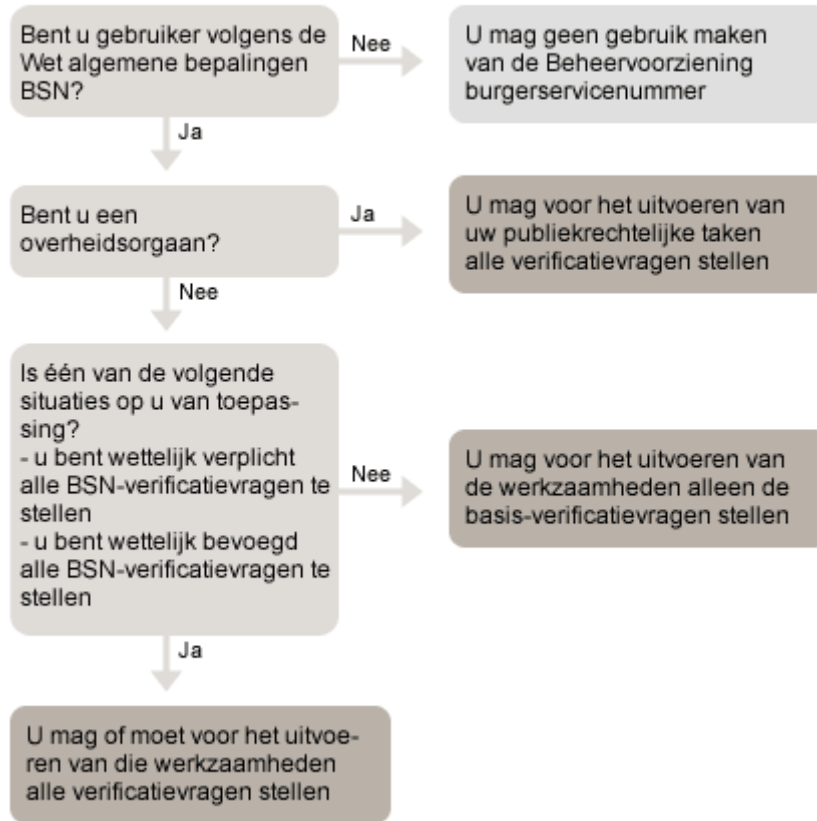 Bent u gebruiker volgens de
Wet algemene bepalingen
BSN?
Nee
U mag geen gebruik maken
van de Beheervoorziening
burgerservicenummer
Ja
Bent u een
overheidsorgaan?
Ja
U mag voor het uitvoeren van
uw publiekrechtelijke taken
alle verificatievragen stellen
Nee
Is één van de volgende
situaties op u van toepas-
sing?
- u bent wettelijk verplicht
alle BSN-verificatievragen te
stellen
- u bent wettelijk bevoegd
alle BSN-verificatievragen te
stellen
Nee
U mag voor het uitvoeren van
de werkzaamheden alleen de
basis-verificatievragen stellen
Ja
U mag of moet voor het uitvoe-
ren van die werkzaamheden
alle verificatievragen stellen